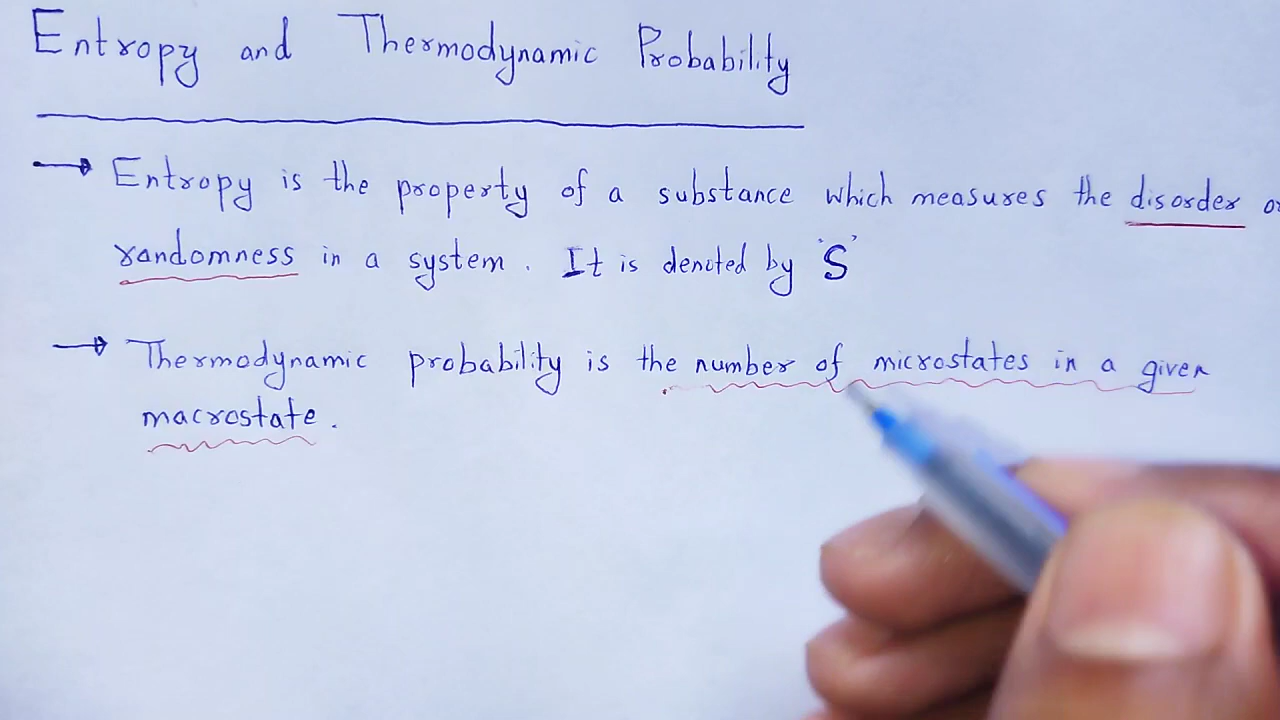 Entropy and Thermodynamic Probability
→ Entropy is the property of a substance which measures the disorder or
randomness in a system. It is denoted by 'S'
→ Thermodynamic probability is the number of microstates in a given
macrostate.